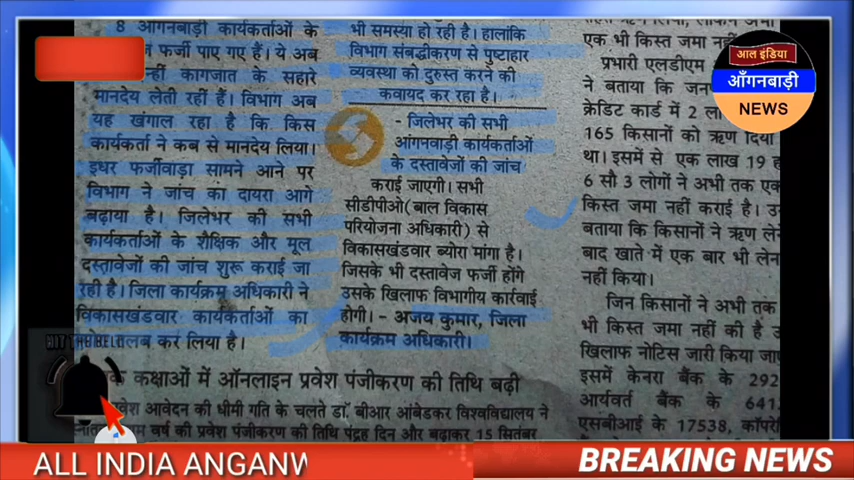 8 आंगनबाड़ी कार्यकर्ताओं के
फर्जी पाए गए हैं। ये अब
कागजात के सहारे
मानदेय लेती रहीं हैं। विभाग अब
यह खंगाल रहा है कि किस
कार्यकर्ता ने कब से मानदेय लिया।
इधर फर्जीवाड़ा सामने आने पर
विभाग ने जांच का दायरा आगे
बढ़ाया है। जिलेभर की सभी
कार्यकर्ताओं के शैक्षिक और मूल
दस्तावेजों की जांच शुरू कराई जा
रही है। जिला कार्यक्रम अधिकारी ने
विकासखंडवार कार्यकर्ताओं का
तलब कर लिया है।
भी समस्या हो रही है। हालांकि
विभाग संबद्धीकरण से पुष्टाहार
व्यवस्था को दुरुस्त करने की
कवायद कर रहा है।
- जिलेभर की सभी
आंगनवाड़ी कार्यकर्ताओं
के दस्तावेजों की जांच
कराई जाएगी। सभी
सीडीपीओ(बाल विकास
परियोजना अधिकारी) से
विकासखंडवार ब्योरा मांगा है।
जिसके भी दस्तावेज फर्जी होंगे
उसके खिलाफ विभागीय कार्रवाई
होगी। - अजय कुमार, जिला
कार्यक्रम अधिकारी।
कक्षाओं में ऑनलाइन प्रवेश पंजीकरण की तिथि बढ़ी
आवेदन की धीमी गति के चलते डॉ. बीआर आंबेडकर विश्वविद्यालय ने
वर्ष की प्रवेश पंजीकरण की तिथि पंद्रह दिन और बढ़ाकर 15 सितंबर
एक भी किस्त जमा नहीं
प्रभारी एलडीएम
ने बताया कि
क्रेडिट कार्ड में 2
165 किसानों को ऋण दिया
था। इसमें से एक लाख 19
6 सौ 3 लोगों ने अभी तक एक
किस्त जमा नहीं कराई है।
बताया कि किसानों ने ऋण लेने
बाद खाते में एक बार भी लेन
नहीं किया।
जिन किसानों ने अभी तक
भी किस्त जमा नहीं की है
खिलाफ नोटिस जारी किया
इसमें केनरा बैंक के 292
आर्यवर्त बैंक के 641
एसबीआई के 17538,
आल इंडिया
आँगनबाड़ी
NEWS
HIT THE BELL
ALL INDIA ANGANW
BREAKING NEWS